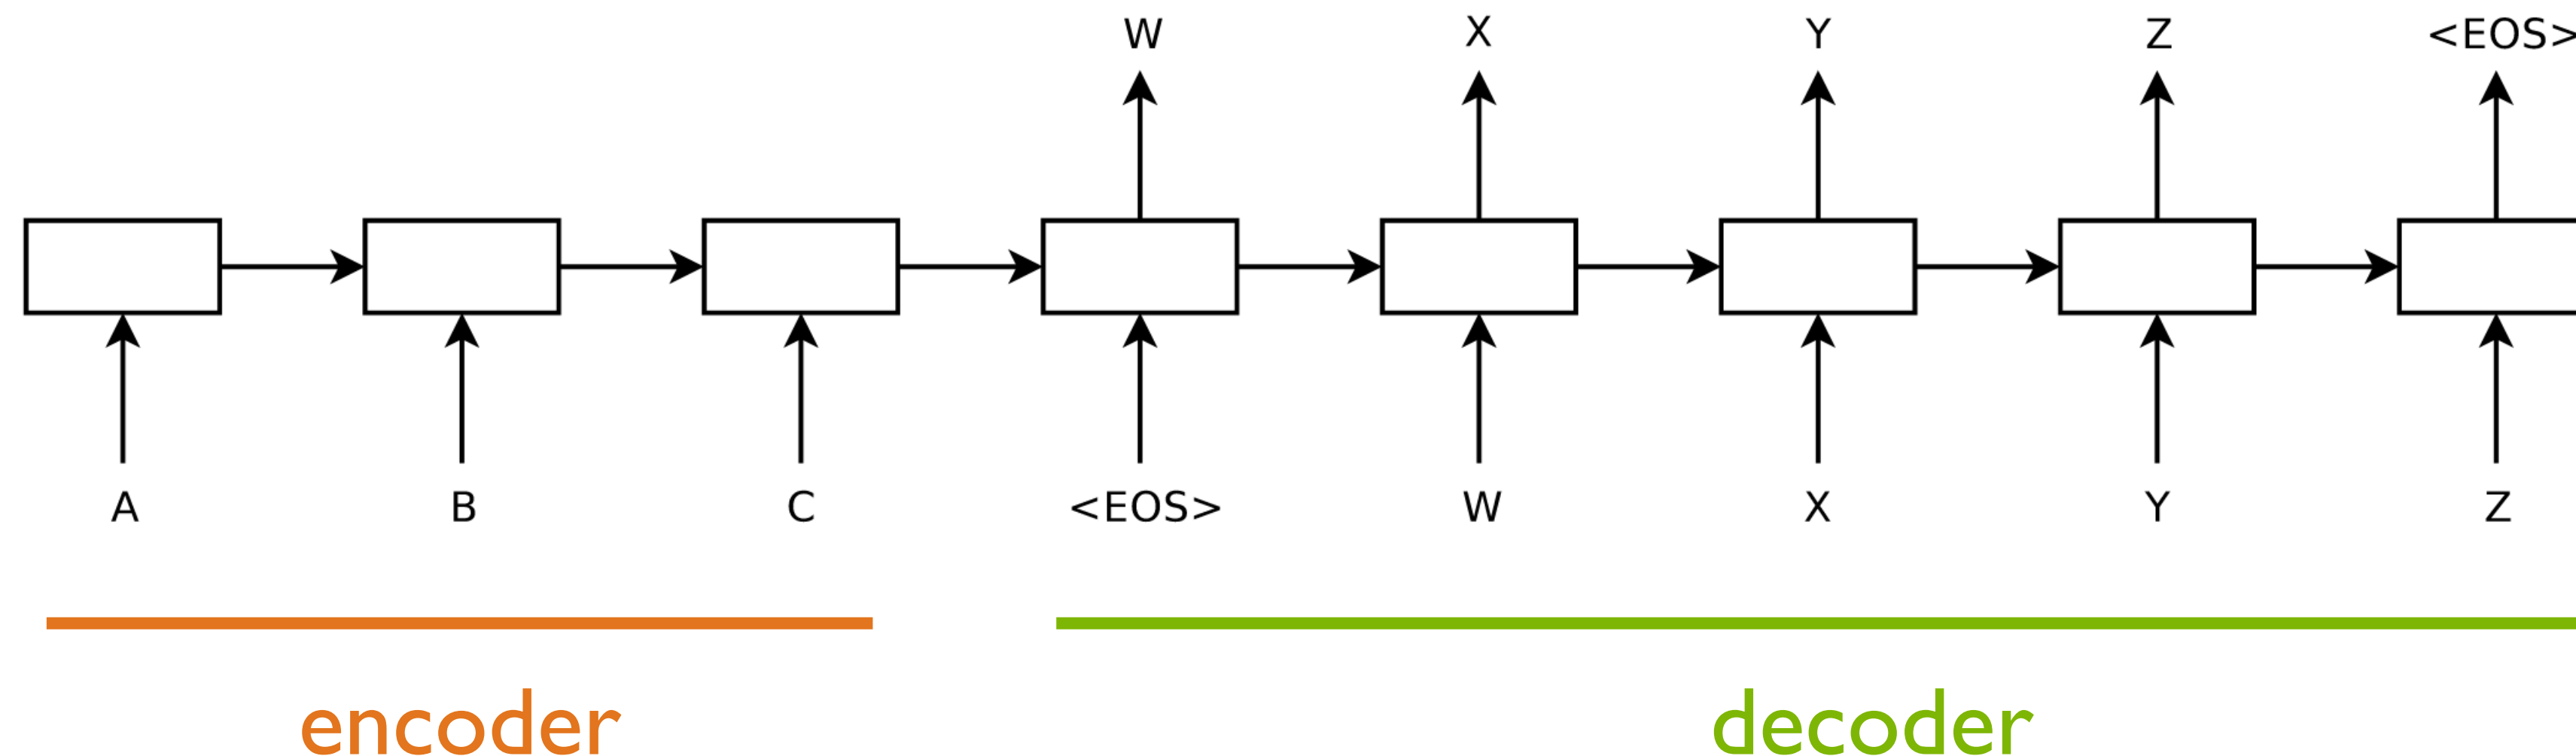 W X Y Z <EOS>
A B C <EOS> W X Y Z
encoder decoder